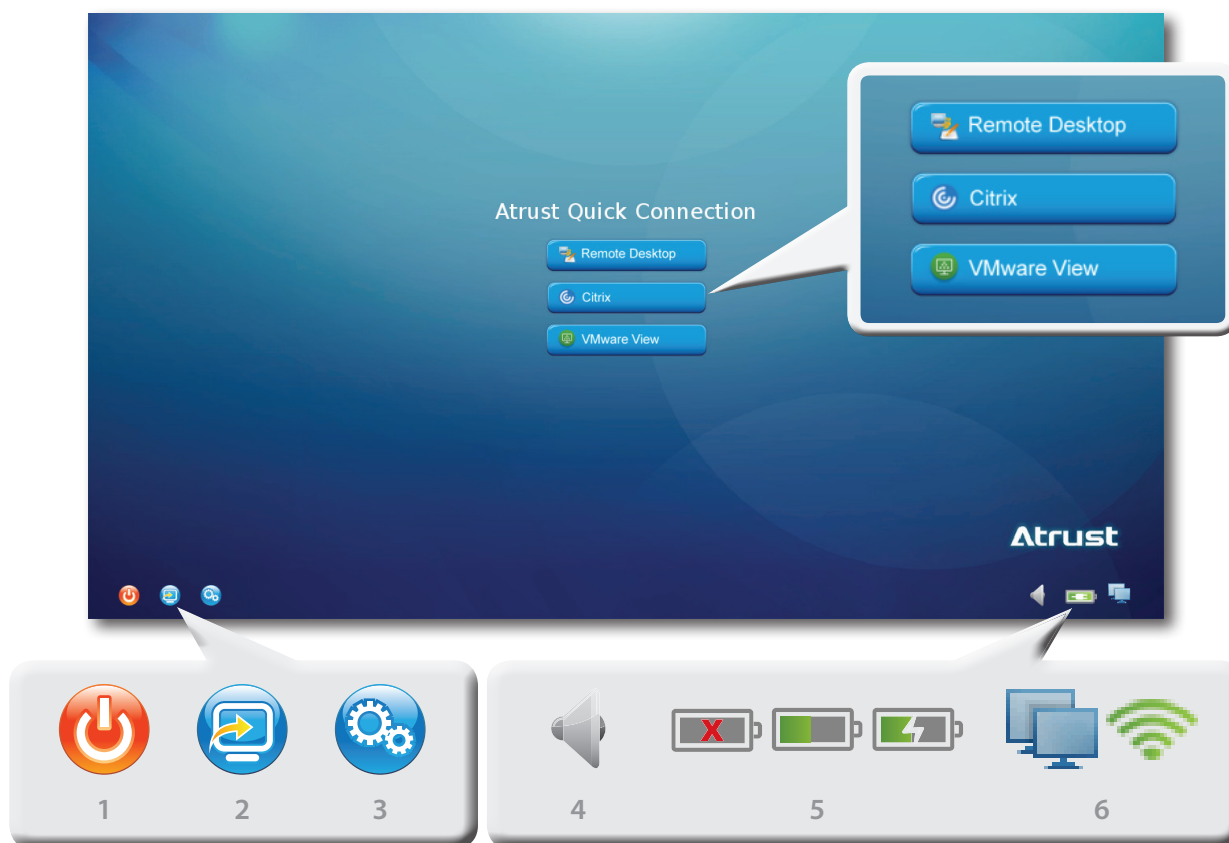 Remote Desktop
Citrix
VMware View
Atrust Quick Connection
Remote Desktop
Citrix
VMware View
Atrust
X
1
2
3
4
5
6